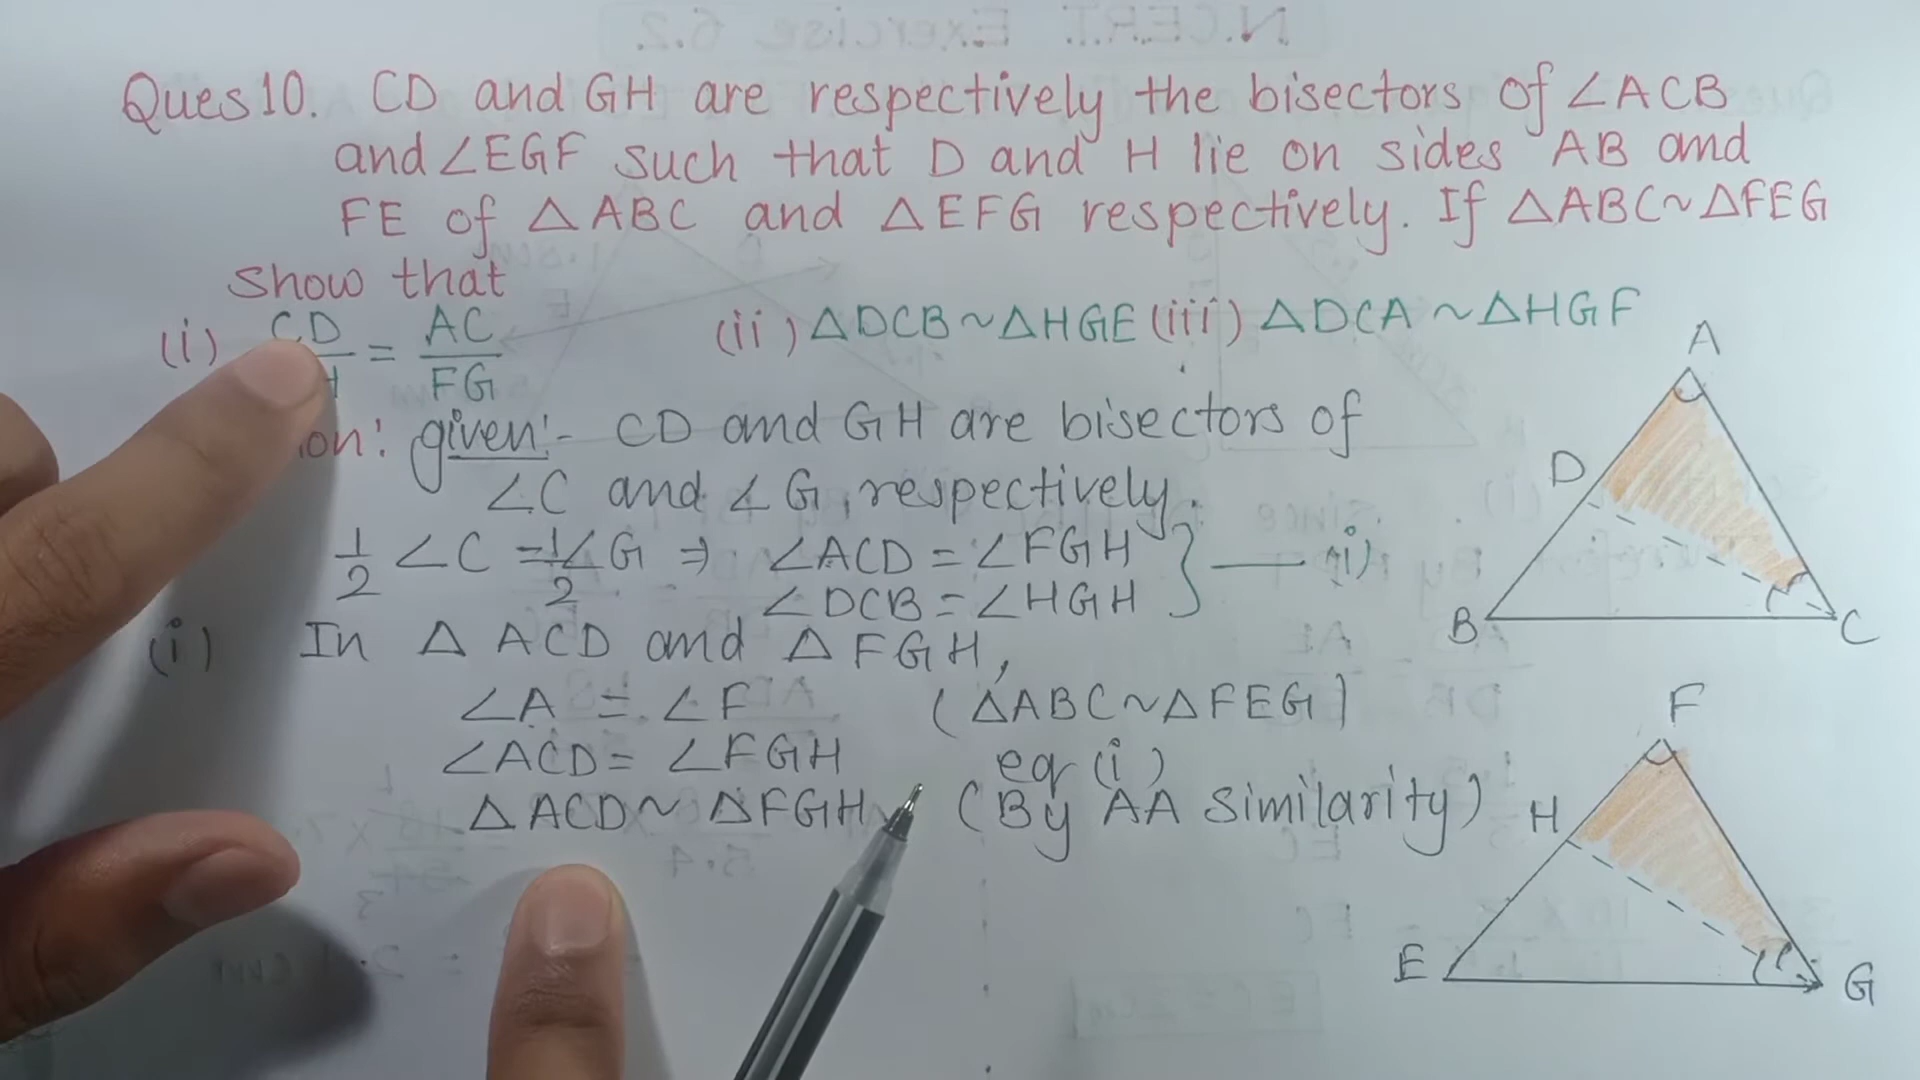 Ques 10. CD and GH are respectively the bisectors of ∠ACB
and ∠EGF such that D and H lie on sides AB and
FE of △ABC and △EFG respectively. If △ABC ~ △FEG
Show that
(i) CD/H = AC/FG (ii) △DCB ~ △HGE (iii) △DCA ~ △HGF
on: given:- CD and GH are bisectors of
∠C and ∠G, respectively.
1/2 ∠C = 1/2 ∠G ⇒ ∠ACD = ∠FGH
∠DCB = ∠HGH } — (i)
(i) In △ ACD and △ FGH,
∠A = ∠F (△ABC ~ △FEG)
∠ACD = ∠FGH eq (i)
△ACD ~ △FGH (By AA Similarity)
A
D
B
C
F
H
E
G